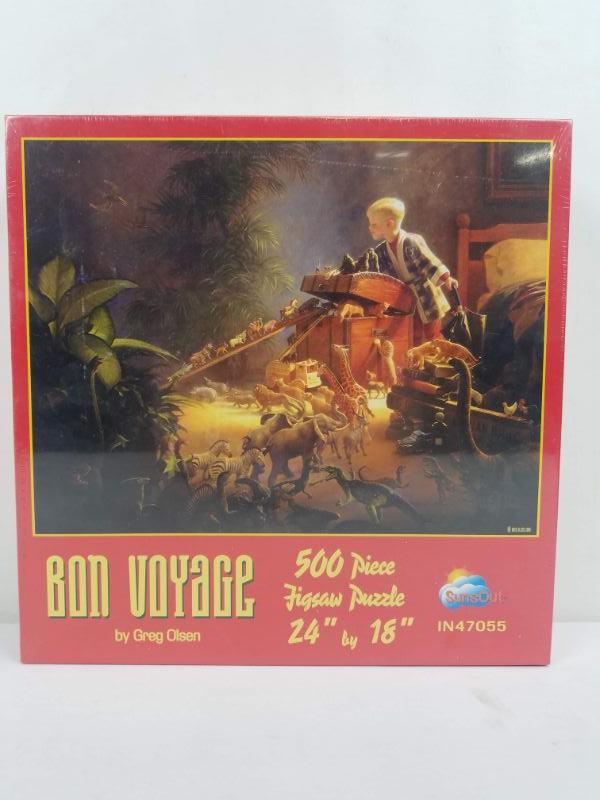 BON VOYAGE
by Greg Olsen
500 Piece
Jigsaw Puzzle
24" by 18"
SunsOut
IN47055